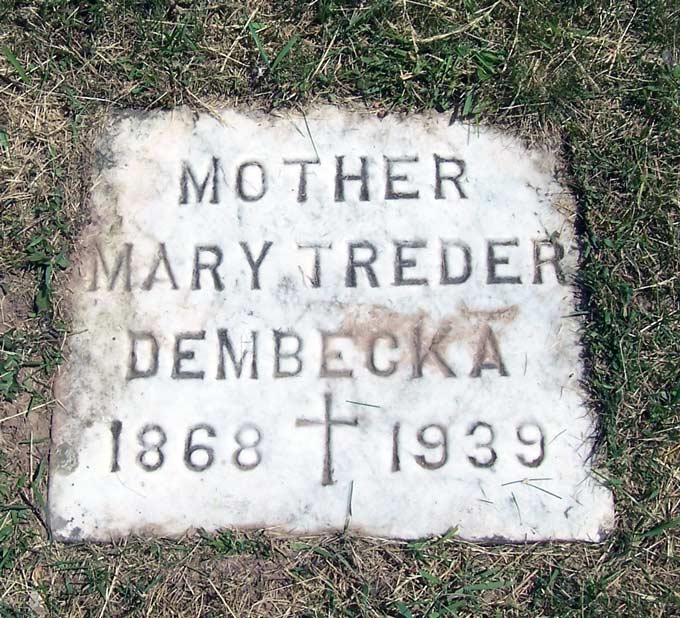 MOTHER
MARY TREDER
DEMBECKA
1868 † 1939